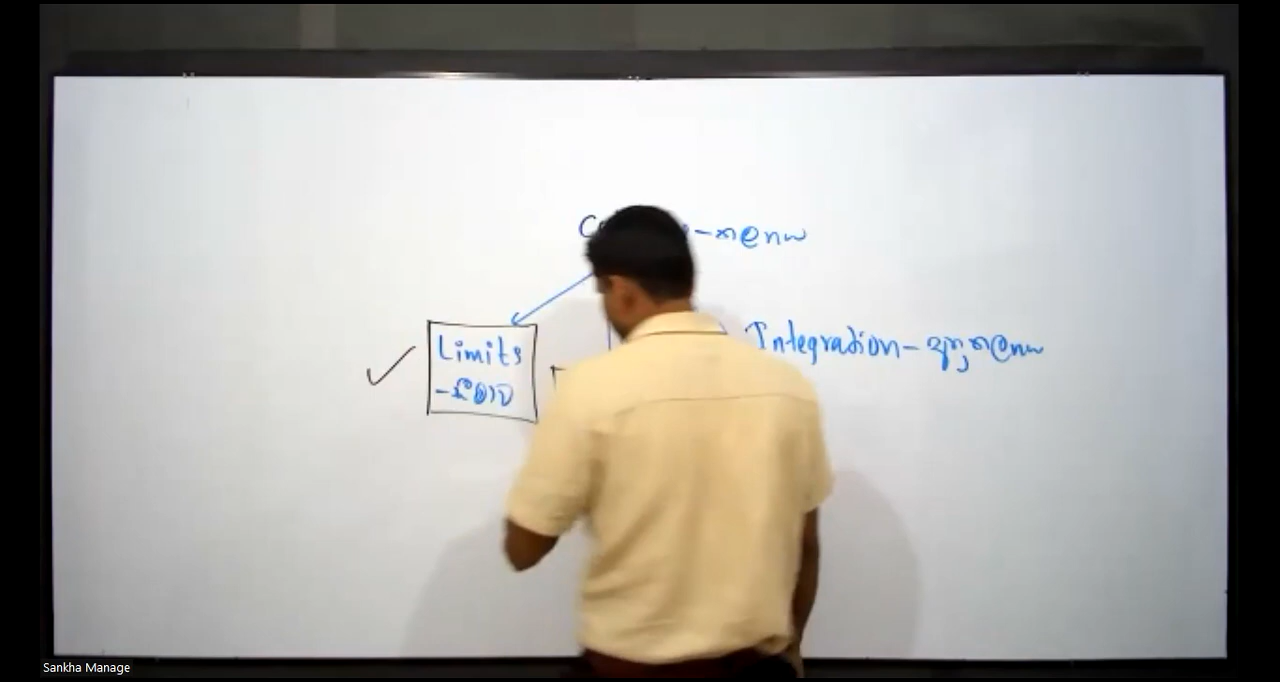 - කලනය
Integration - අනුකලනය
Limits
- සීමාව
Sankha Manage